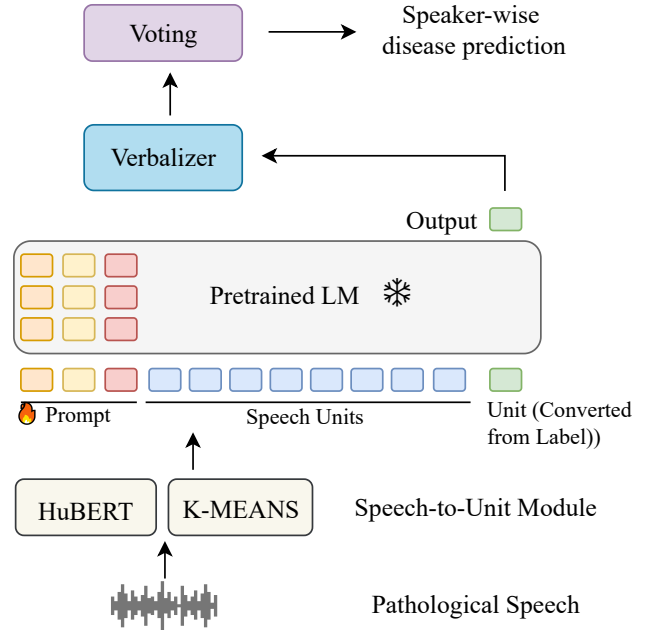 Voting
Speaker-wise
disease prediction
Verbalizer
Output
Pretrained LM
Prompt
Speech Units
Unit (Converted
from Label))
HuBERT
K-MEANS
Speech-to-Unit Module
Pathological Speech